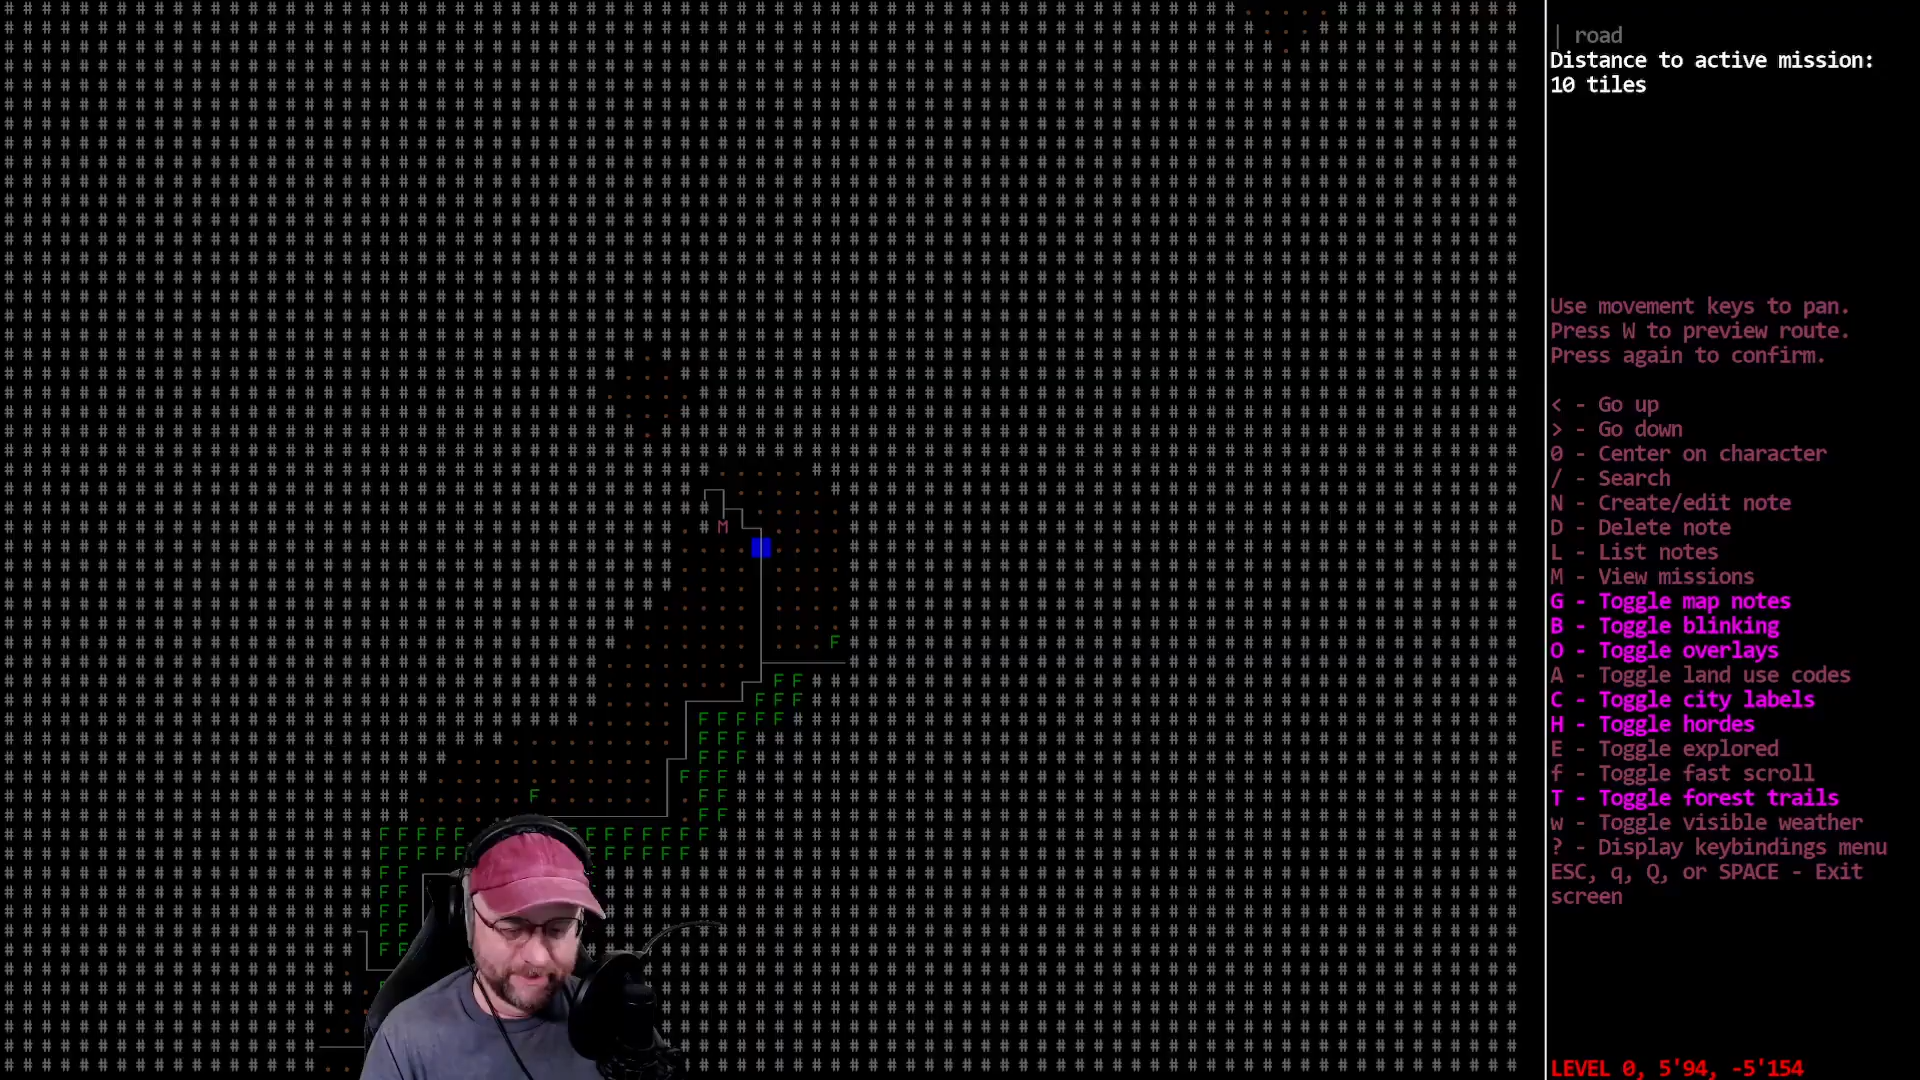 | road
Distance to active mission:
10 tiles
Use movement keys to pan.
Press W to preview route.
Press again to confirm.
< - Go up
> - Go down
0 - Center on character
/ - Search
N - Create/edit note
D - Delete note
L - List notes
M - View missions
G - Toggle map notes
B - Toggle blinking
O - Toggle overlays
A - Toggle land use codes
C - Toggle city labels
H - Toggle hordes
E - Toggle explored
f - Toggle fast scroll
T - Toggle forest trails
w - Toggle visible weather
? - Display keybindings menu
ESC, q, Q, or SPACE - Exit
screen
LEVEL 0, 5'94, -5'154